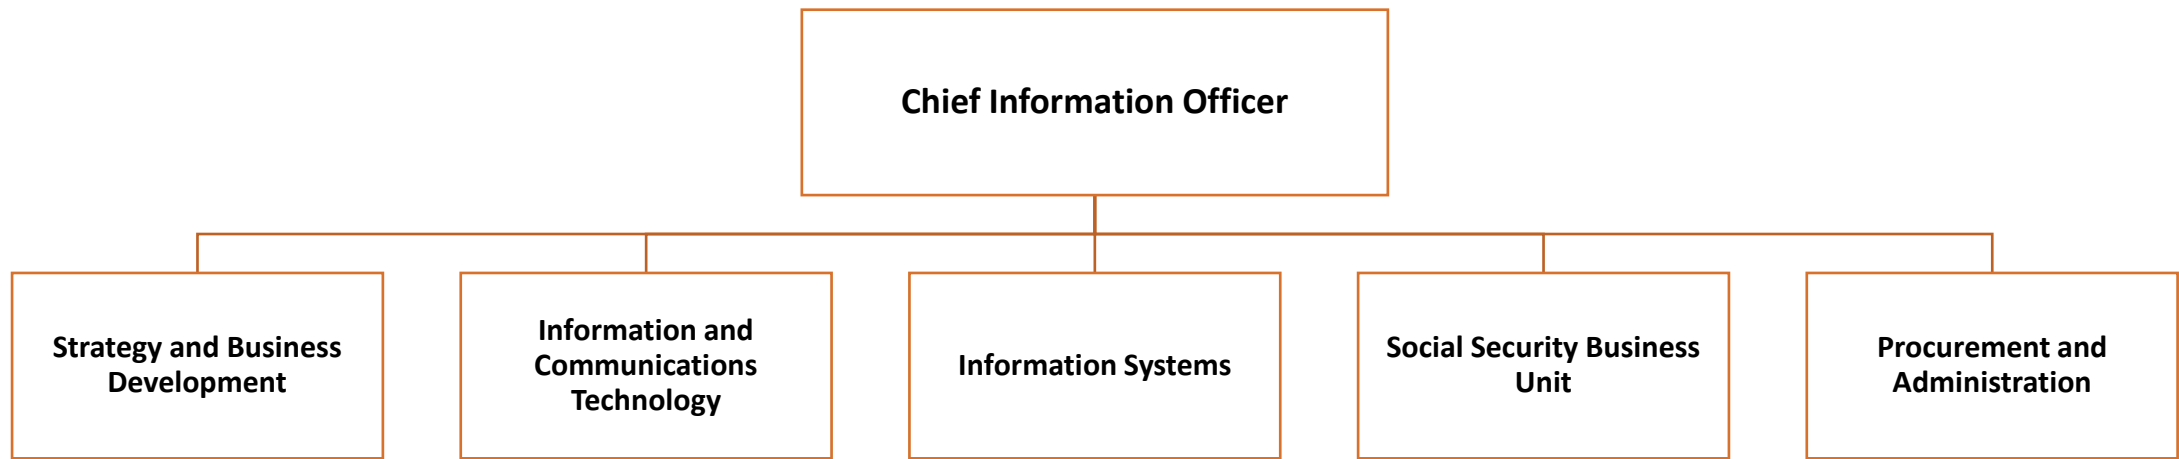 Chief Information Officer
Strategy and Business
Development
Information and
Communications
Technology
Information Systems
Social Security Business
Unit
Procurement and
Administration